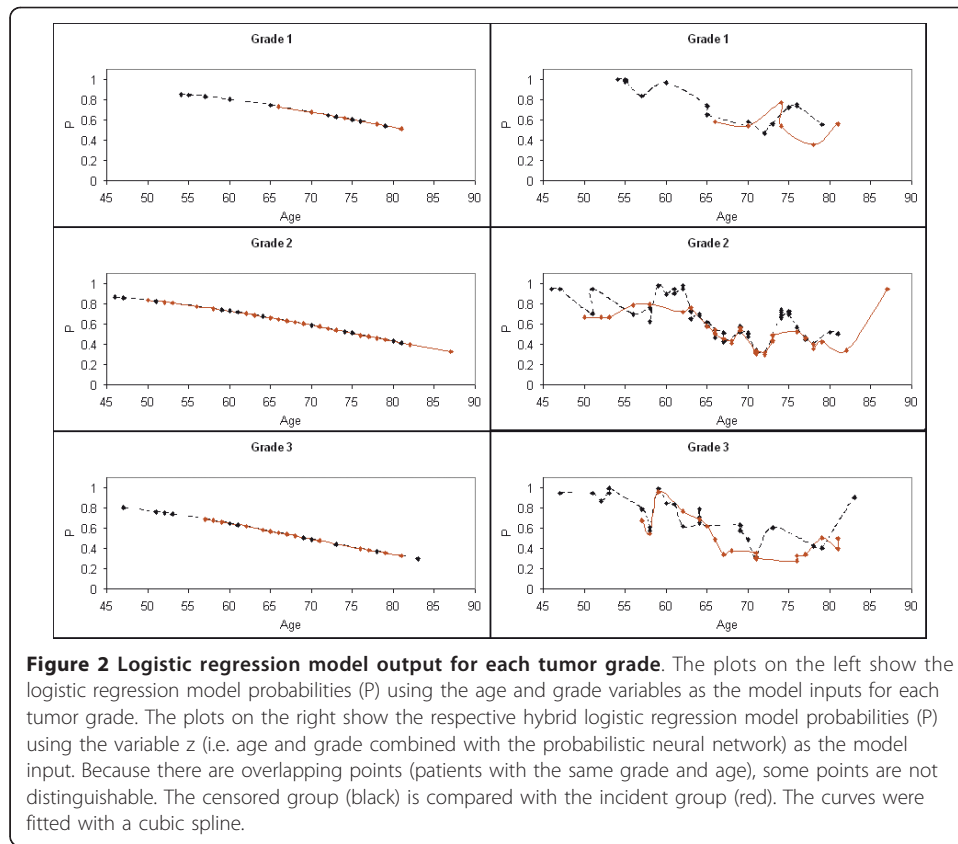 Grade 1
P
1
0.8
0.6
0.4
0.2
0
45 50 55 60 65 70 75 80 85 90
Age
Grade 1
P
1
0.8
0.6
0.4
0.2
0
45 50 55 60 65 70 75 80 85 90
Age
Grade 2
P
1
0.8
0.6
0.4
0.2
0
45 50 55 60 65 70 75 80 85 90
Age
Grade 2
P
1
0.8
0.6
0.4
0.2
0
45 50 55 60 65 70 75 80 85 90
Age
Grade 3
P
1
0.8
0.6
0.4
0.2
0
45 50 55 60 65 70 75 80 85 90
Age
Grade 3
P
1
0.8
0.6
0.4
0.2
0
45 50 55 60 65 70 75 80 85 90
Age
Figure 2 Logistic regression model output for each tumor grade. The plots on the left show the
logistic regression model probabilities (P) using the age and grade variables as the model inputs for each
tumor grade. The plots on the right show the respective hybrid logistic regression model probabilities (P)
using the variable z (i.e. age and grade combined with the probabilistic neural network) as the model
input. Because there are overlapping points (patients with the same grade and age), some points are not
distinguishable. The censored group (black) is compared with the incident group (red). The curves were
fitted with a cubic spline.